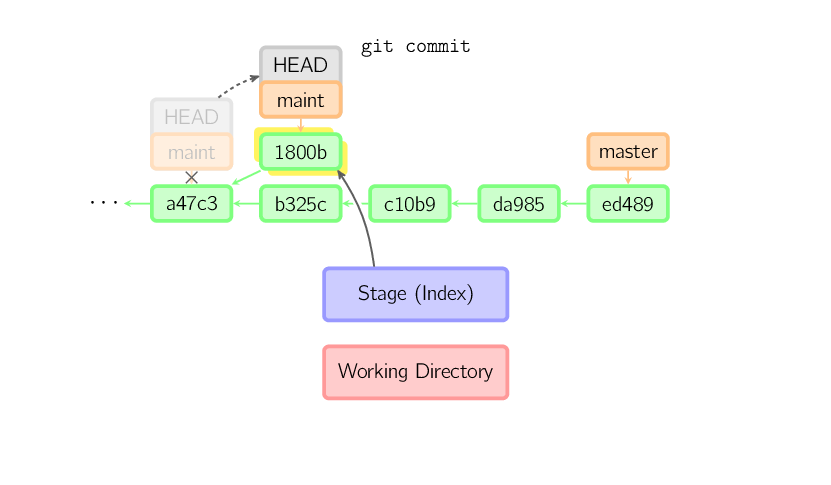 git commit
HEAD
maint
HEAD
maint
1800b
master
...
a47c3
b325c
c10b9
da985
ed489
Stage (Index)
Working Directory